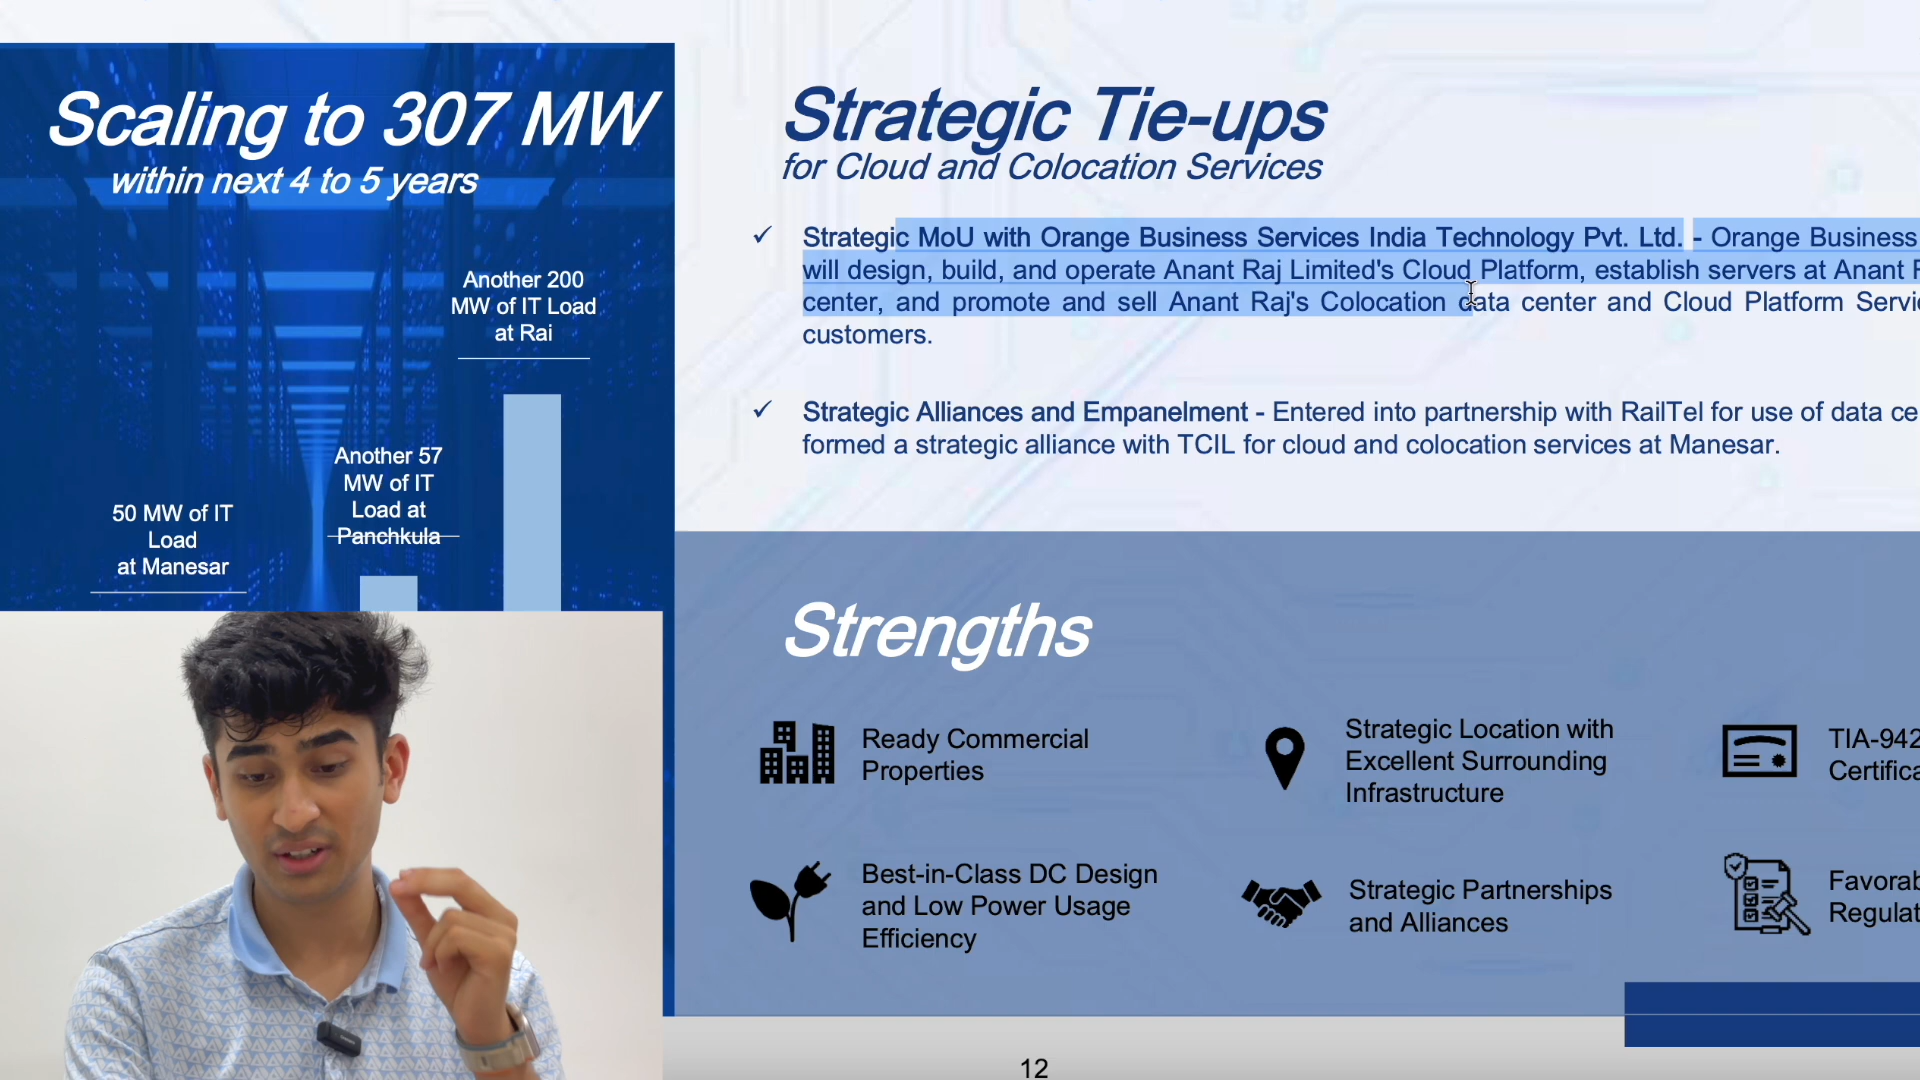 Scaling to 307 MW
within next 4 to 5 years
Another 200
MW of IT Load
at Rai
Another 57
MW of IT
Load at
Panchkula
50 MW of IT
Load
at Manesar
Strategic Tie-ups
for Cloud and Colocation Services
✓ Strategic MoU with Orange Business Services India Technology Pvt. Ltd. - Orange Business
will design, build, and operate Anant Raj Limited's Cloud Platform, establish servers at Anant
center, and promote and sell Anant Raj's Colocation data center and Cloud Platform
customers.
✓ Strategic Alliances and Empanelment - Entered into partnership with RailTel for use of data
formed a strategic alliance with TCIL for cloud and colocation services at Manesar.
Strengths
Ready Commercial
Properties
Strategic Location with
Excellent Surrounding
Infrastructure
TIA-942
Best-in-Class DC Design
and Low Power Usage
Efficiency
Strategic Partnerships
and Alliances
12